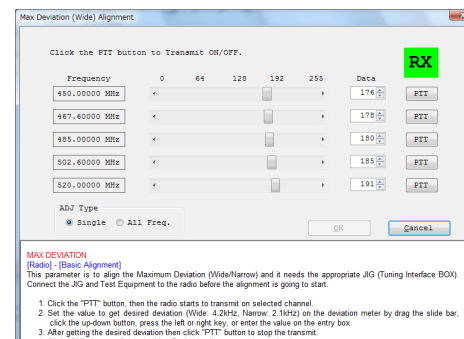 Max Deviation (Wide) Alignment
Click the PTT button to Transmit ON/OFF.
RX
Frequency 0 64 128 192 255 Data
450.00000 MHz 176 PTT
467.60000 MHz 178 PTT
485.00000 MHz 180 PTT
502.60000 MHz 185 PTT
520.00000 MHz 191 PTT
ADJ Type
Single All Freq.
OK Cancel
MAX DEVIATION
[Radio] - [Basic Alignment]
This parameter is to align the Maximum Deviation (Wide/Narrow) and it needs the appropriate JIG (Tuning Interface BOX).
Connect the JIG and Test Equipment to the radio before the alignment is going to start.
1. Click the "PTT" button, then the radio starts to transmit on selected channel.
2. Set the value to get desired deviation (Wide: 4.2kHz, Narrow: 2.1kHz) on the deviation meter by drag the slide bar,
click the up-down button, press the left or right key, or enter the value on the entry box.
3. After getting the desired deviation then click "PTT" button to stop the transmit.